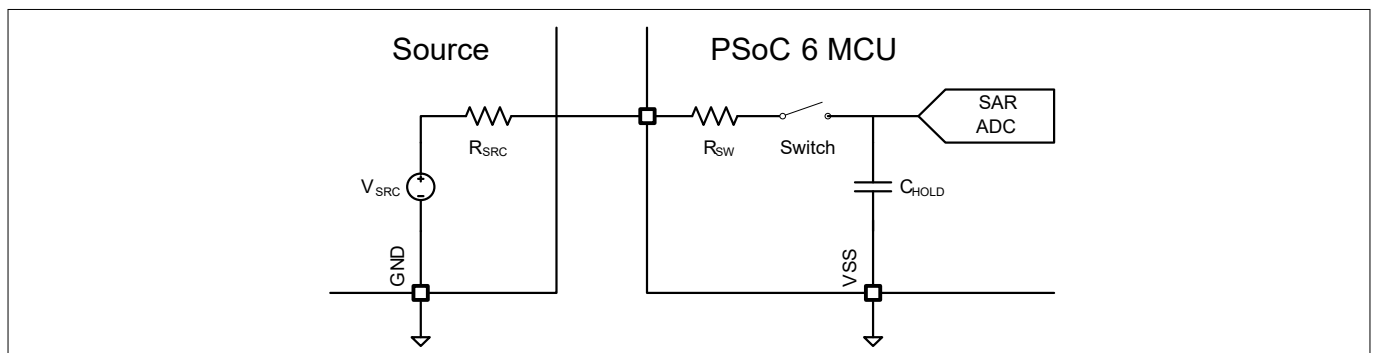 Source
PSoC 6 MCU
SAR
ADC
RSRC
RSW
Switch
VSRC
CHOLD
GND
VSS